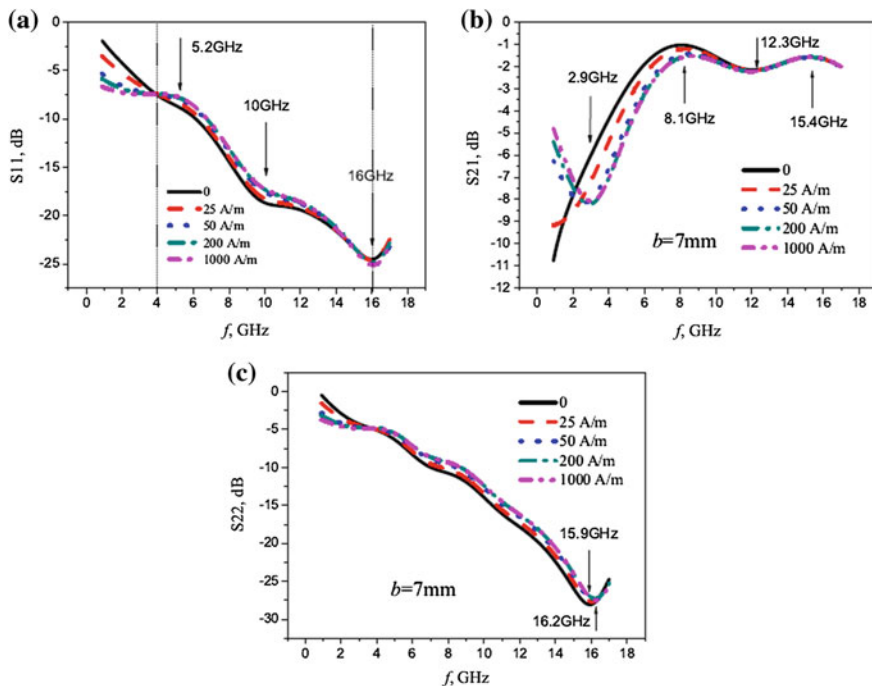 (a)
0
-5
-10
-15
-20
-25
S11, dB
5.2GHz
10GHz
16GHz
0
25 A/m
50 A/m
200 A/m
1000 A/m
0 2 4 6 8 10 12 14 16 18
f, GHz
(b)
-1
-2
-3
-4
-5
-6
-7
-8
-9
-10
-11
-12
S21, dB
2.9GHz
12.3GHz
8.1GHz
15.4GHz
0
25 A/m
50 A/m
200 A/m
1000 A/m
b=7mm
0 2 4 6 8 10 12 14 16 18
f, GHz
(c)
0
-5
-10
-15
-20
-25
-30
S22, dB
0
25 A/m
50 A/m
200 A/m
1000 A/m
15.9GHz
b=7mm
16.2GHz
0 2 4 6 8 10 12 14 16 18
f, GHz